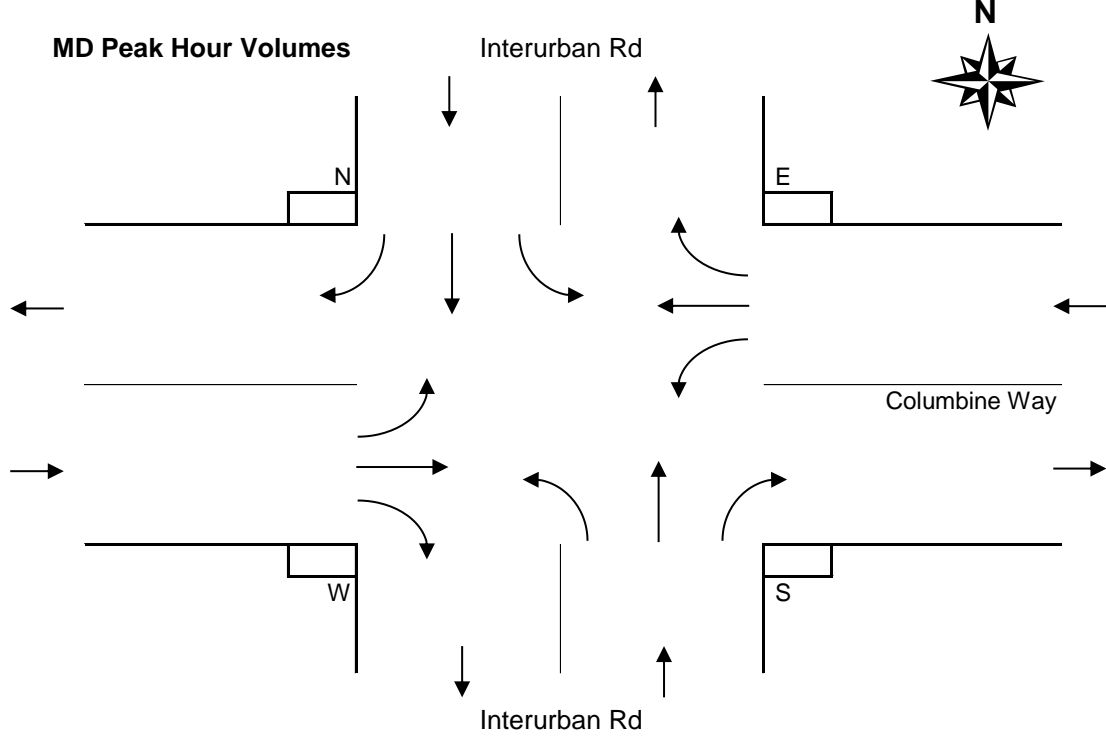 N
MD Peak Hour Volumes
Interurban Rd
N
E
Columbine Way
W
S
Interurban Rd